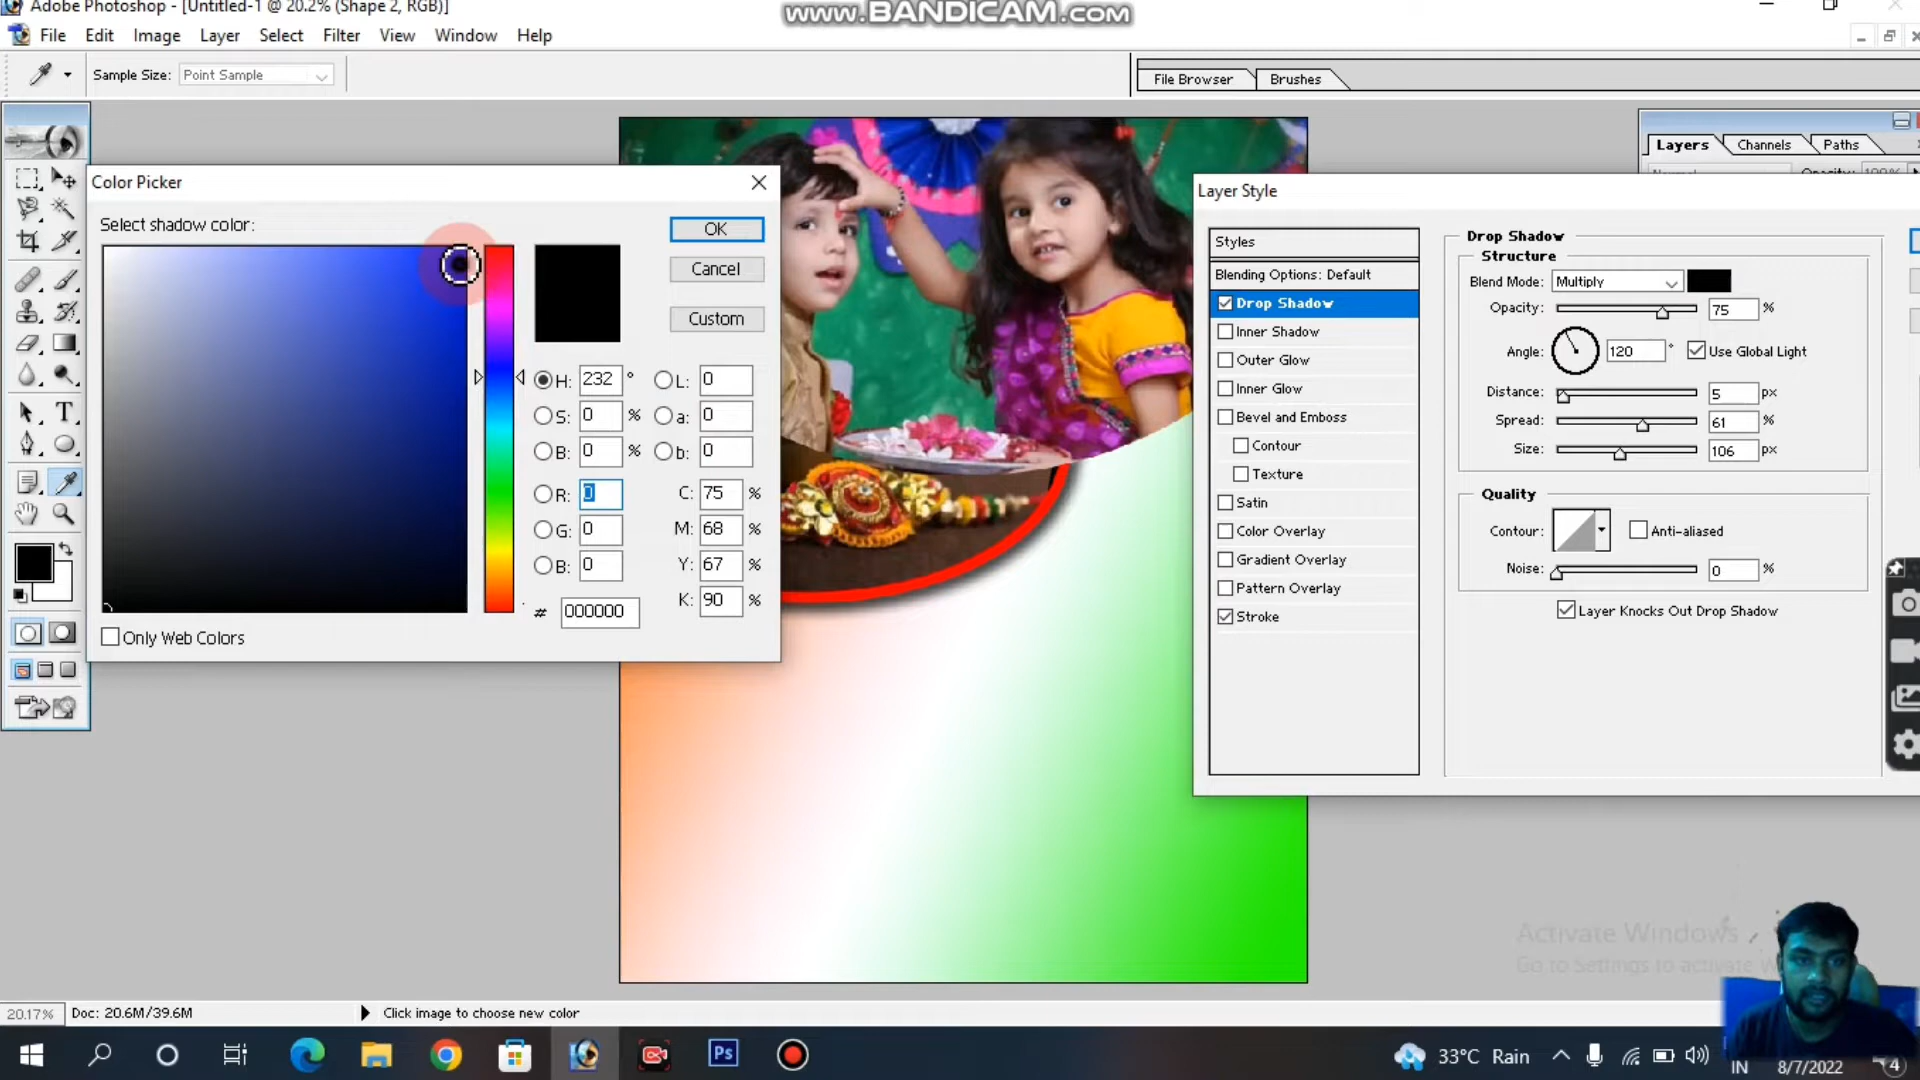 Adobe Photoshop - [Untitled-1 @ 20.2% (Shape 2, RGB)]
www.BANDICAM.com
File Edit Image Layer Select Filter View Window Help
Sample Size: Point Sample
File Browser Brushes
Layers Channels Paths
Color Picker
Select shadow color:
OK
Cancel
Custom
H: 232 ° L: 0
S: 0 % a: 0
B: 0 % b: 0
R: 0 C: 75 %
G: 0 M: 68 %
B: 0 Y: 67 %
K: 90 %
# 000000
Only Web Colors
Layer Style
Styles
Blending Options: Default
Drop Shadow
Inner Shadow
Outer Glow
Inner Glow
Bevel and Emboss
Contour
Texture
Satin
Color Overlay
Gradient Overlay
Pattern Overlay
Stroke
Drop Shadow
Structure
Blend Mode: Multiply
Opacity: 75 %
Angle: 120 ° Use Global Light
Distance: 5 px
Spread: 61 %
Size: 106 px
Quality
Contour: Anti-aliased
Noise: 0 %
Layer Knocks Out Drop Shadow
Activate Windows
Go to Settings to activate
20.17% Doc: 20.6M/39.6M Click image to choose new color
Ps
33°C Rain
IN 8/7/2022 4